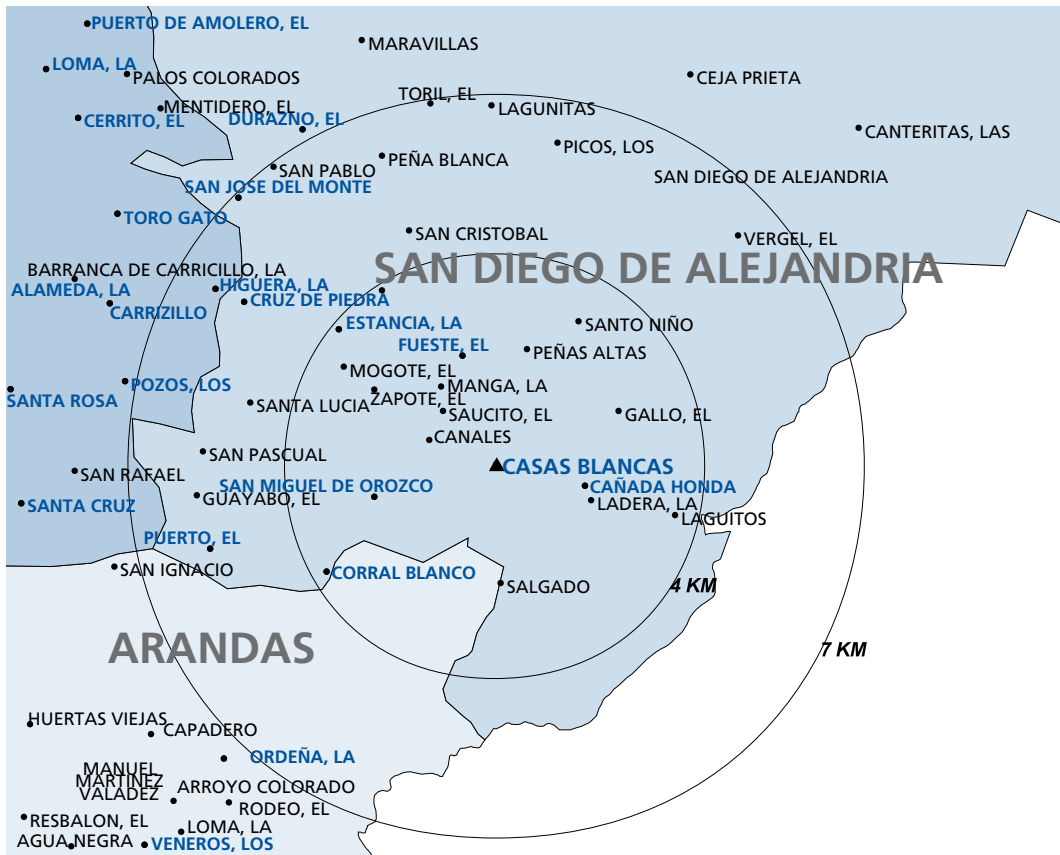 PUERTO DE AMOLERO, EL
MARAVILLAS
LOMA, LA
PALOS COLORADOS
CEJA PRIETA
TORIL, EL
MENTIDERO, EL
LAGUNITAS
CERRITO, EL
DURAZNO, EL
CANTERITAS, LAS
PICOS, LOS
PEÑA BLANCA
SAN PABLO
SAN DIEGO DE ALEJANDRIA
SAN JOSE DEL MONTE
TORO GATO
SAN CRISTOBAL
VERGEL, EL
SAN DIEGO DE ALEJANDRIA
BARRANCA DE CARRICILLO, LA
ALAMEDA, LA
HIGUERA, LA
CRUZ DE PIEDRA
CARRIZILLO
ESTANCIA, LA
SANTO NIÑO
FUESTE, EL
PEÑAS ALTAS
MOGOTE, EL
POZOS, LOS
MANGA, LA
SANTA ROSA
ZAPOTE, EL
SANTA LUCIA
SAUCITO, EL
GALLO, EL
CANALES
SAN PASCUAL
CASAS BLANCAS
SAN RAFAEL
SAN MIGUEL DE OROZCO
CAÑADA HONDA
GUAYABO, EL
SANTA CRUZ
LADERA, LA
LAGUITOS
PUERTO, EL
SAN IGNACIO
CORRAL BLANCO
SALGADO
4 KM
ARANDAS
7 KM
HUERTAS VIEJAS
CAPADERO
ORDEÑA, LA
MANUEL
MARTINEZ
VALADEZ
ARROYO COLORADO
RODEO, EL
RESBALON, EL
LOMA, LA
AGUA NEGRA
VENEROS, LOS